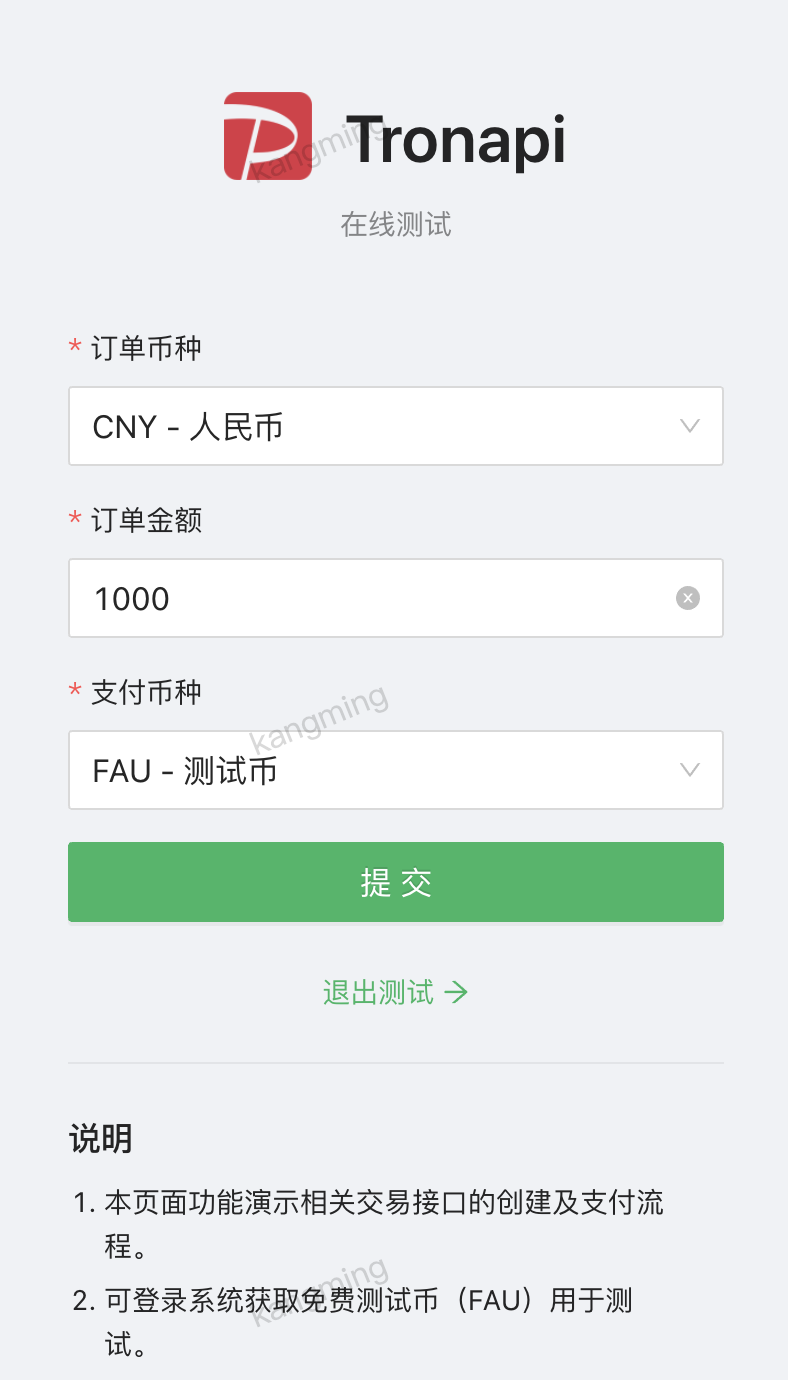 Tronapi
kangming
在线测试
* 订单币种
CNY - 人民币
* 订单金额
1000
* 支付币种
kangming
FAU - 测试币
提 交
退出测试 →
说明
1. 本页面功能演示相关交易接口的创建及支付流
程。
kangming
2. 可登录系统获取免费测试币（FAU）用于测
试。